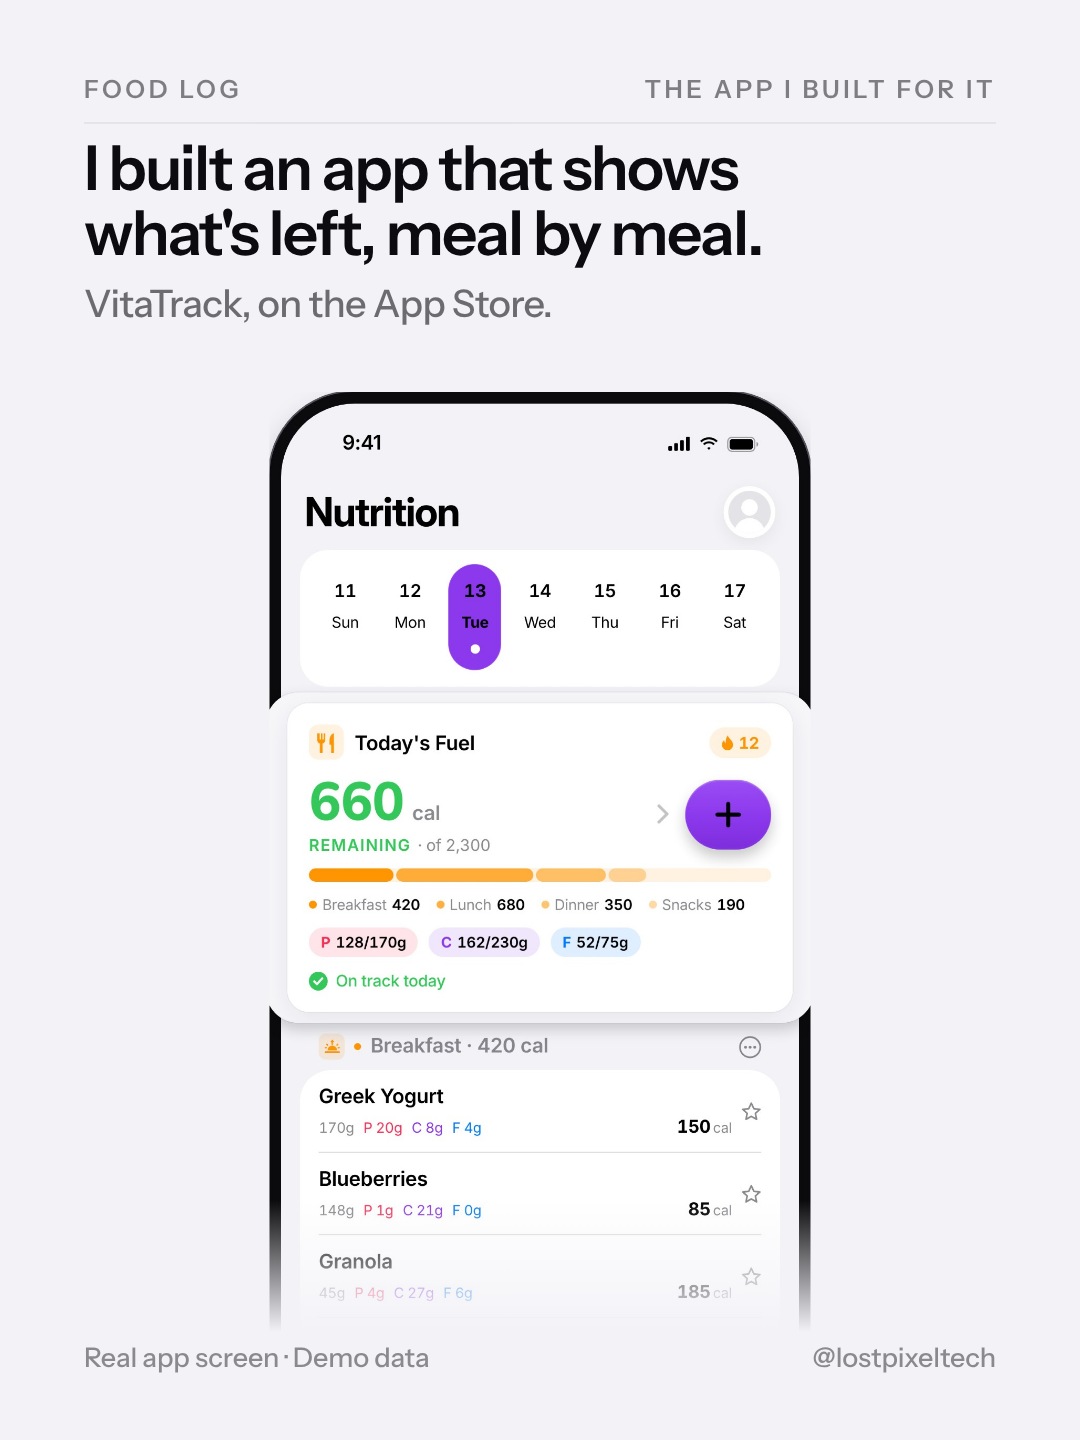 FOOD LOG
THE APP I BUILT FOR IT
I built an app that shows
what's left, meal by meal.
VitaTrack, on the App Store.
9:41
Nutrition
11 12 13 14 15 16 17
Sun Mon Tue Wed Thu Fri Sat
Today's Fuel
12
660 cal
REMAINING · of 2,300
Breakfast 420 Lunch 680 Dinner 350 Snacks 190
P 128/170g C 162/230g F 52/75g
On track today
Breakfast · 420 cal
Greek Yogurt
170g P 20g C 8g F 4g
150 cal
Blueberries
148g P 1g C 21g F 0g
85 cal
Granola
45g P 4g C 27g F 6g
185 cal
Real app screen · Demo data
@lostpixeltech